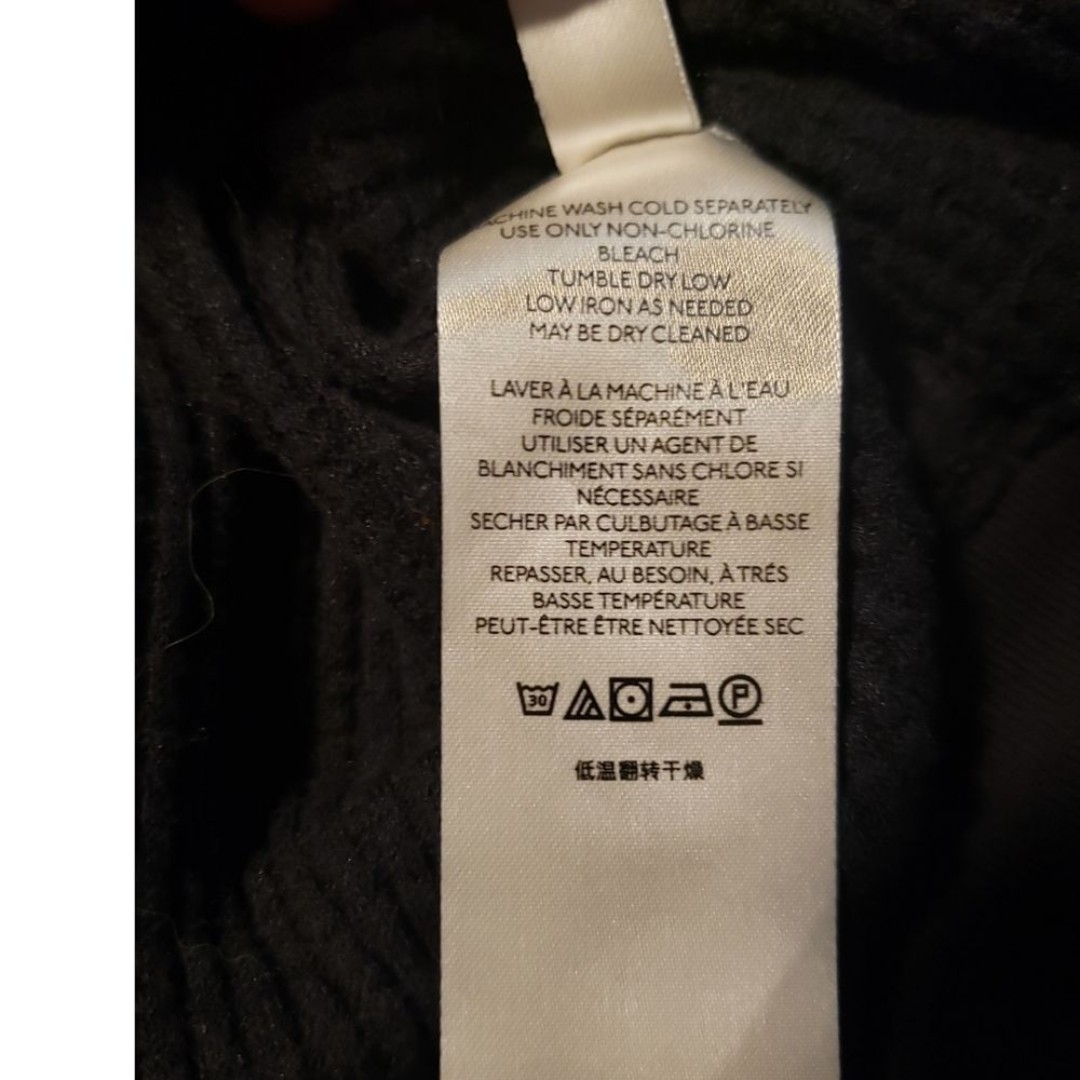 MACHINE WASH COLD SEPARATELY
USE ONLY NON-CHLORINE
BLEACH
TUMBLE DRY LOW
LOW IRON AS NEEDED
MAY BE DRY CLEANED
LAVER À LA MACHINE À L'EAU
FROIDE SÉPARÉMENT
UTILISER UN AGENT DE
BLANCHIMENT SANS CHLORE SI
NÉCESSAIRE
SECHER PAR CULBUTAGE À BASSE
TEMPERATURE
REPASSER, AU BESOIN, À TRÉS
BASSE TEMPÉRATURE
PEUT-ÊTRE ÊTRE NETTOYÉE SEC
30 P
低温翻转干燥